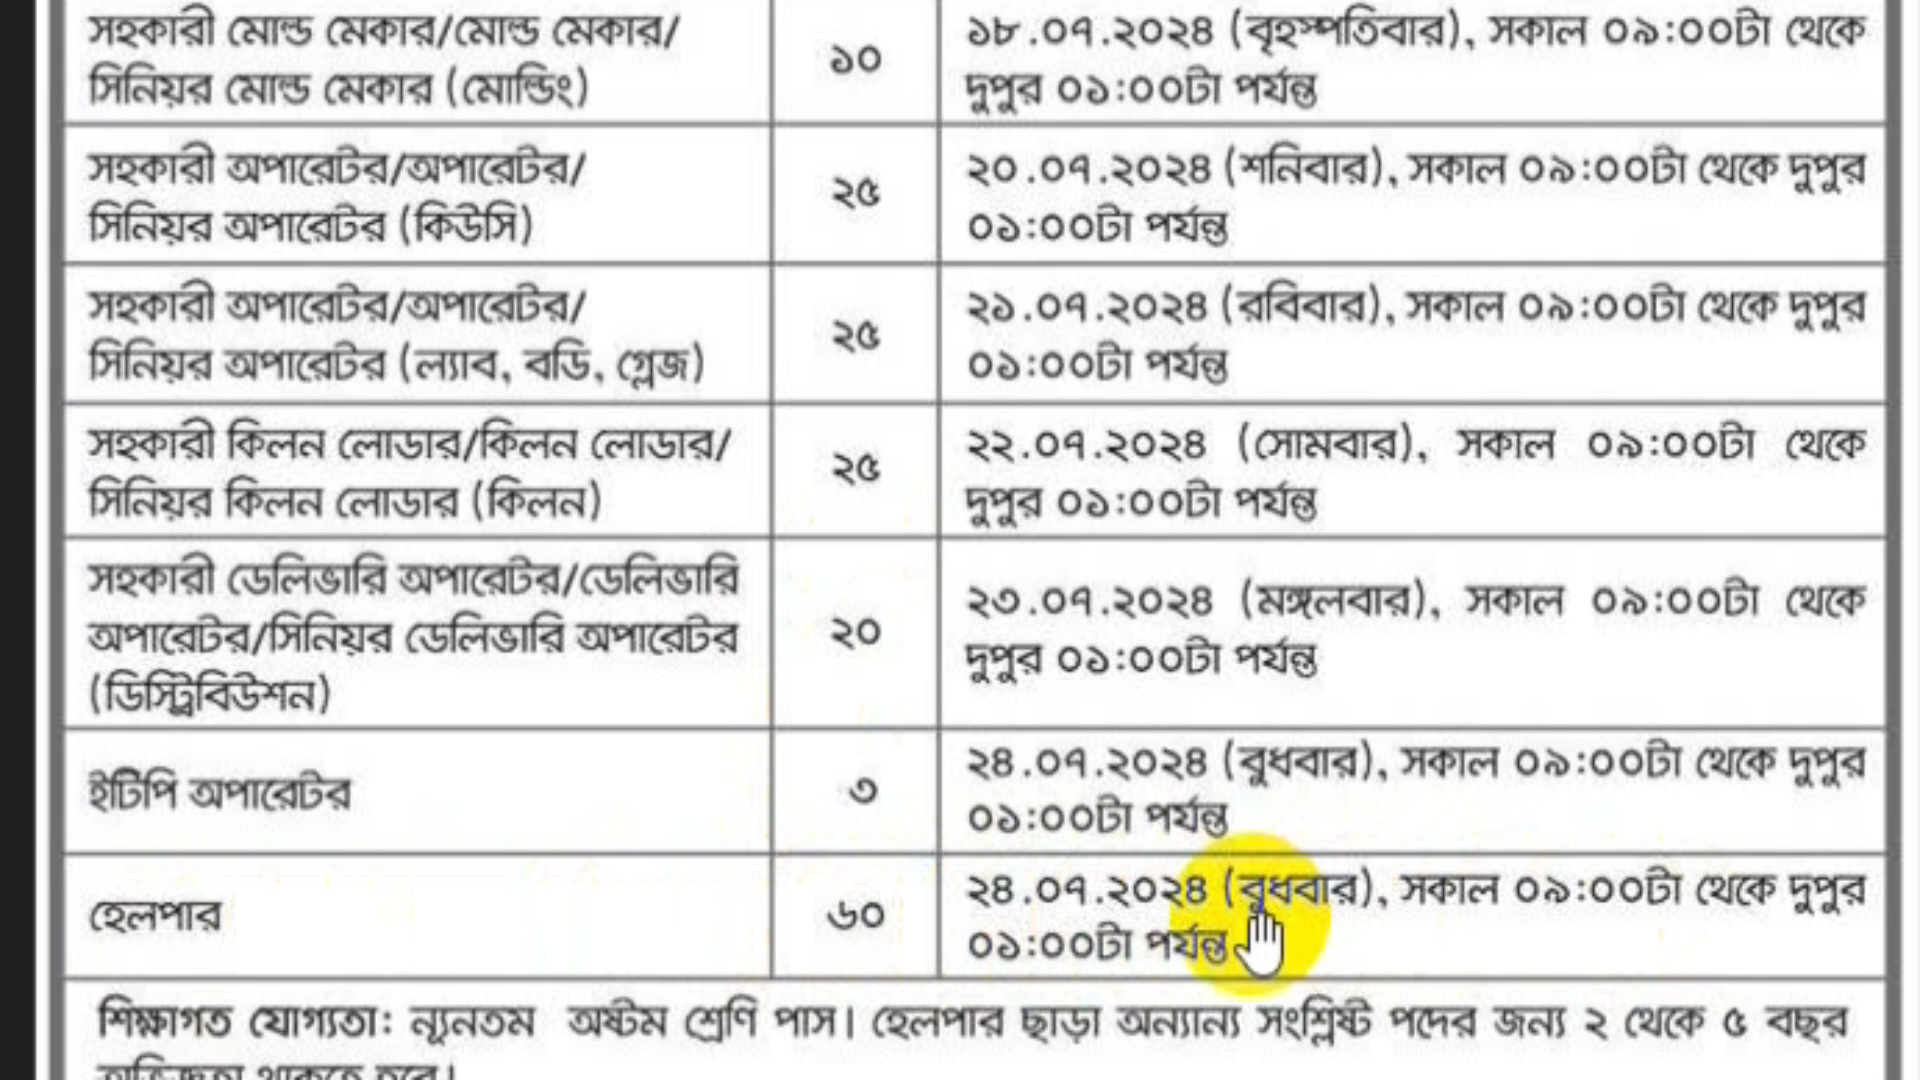 সহকারী মোল্ড মেকার/মোল্ড মেকার/
সিনিয়র মোল্ড মেকার (মোল্ডিং)
১০
১৮.০৭.২০২৪ (বৃহস্পতিবার), সকাল ০৯:০০টা থেকে
দুপুর ০১:০০টা পর্যন্ত
সহকারী অপারেটর/অপারেটর/
সিনিয়র অপারেটর (কিউসি)
২৫
২০.০৭.২০২৪ (শনিবার), সকাল ০৯:০০টা থেকে দুপুর
০১:০০টা পর্যন্ত
সহকারী অপারেটর/অপারেটর/
সিনিয়র অপারেটর (ল্যাব, বডি, গ্লেজ)
২৫
২১.০৭.২০২৪ (রবিবার), সকাল ০৯:০০টা থেকে দুপুর
০১:০০টা পর্যন্ত
সহকারী কিলন লোডার/কিলন লোডার/
সিনিয়র কিলন লোডার (কিলন)
২৫
২২.০৭.২০২৪ (সোমবার), সকাল ০৯:০০টা থেকে
দুপুর ০১:০০টা পর্যন্ত
সহকারী ডেলিভারি অপারেটর/ডেলিভারি
অপারেটর/সিনিয়র ডেলিভারি অপারেটর
(ডিস্ট্রিবিউশন)
২০
২৩.০৭.২০২৪ (মঙ্গলবার), সকাল ০৯:০০টা থেকে
দুপুর ০১:০০টা পর্যন্ত
ইটিপি অপারেটর
৩
২৪.০৭.২০২৪ (বুধবার), সকাল ০৯:০০টা থেকে দুপুর
০১:০০টা পর্যন্ত
হেলপার
৬০
২৪.০৭.২০২৪ (বুধবার), সকাল ০৯:০০টা থেকে দুপুর
০১:০০টা পর্যন্ত
শিক্ষাগত যোগ্যতা: ন্যূনতম অষ্টম শ্রেণি পাস। হেলপার ছাড়া অন্যান্য সংশ্লিষ্ট পদের জন্য ২ থেকে ৫ বছর
অভিজ্ঞতা থাকতে হবে।